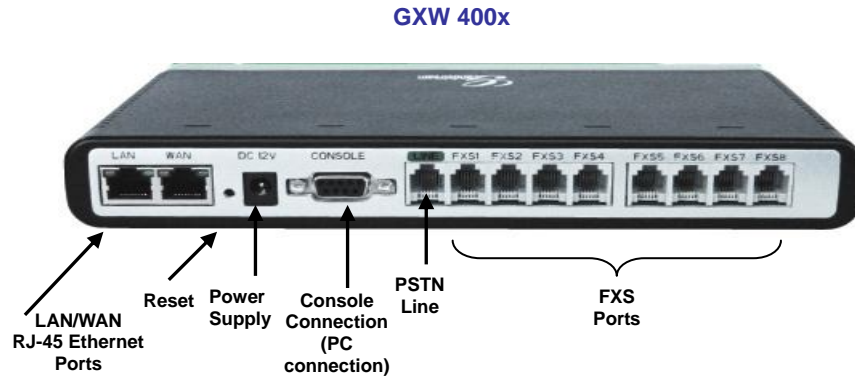 GXW 400x
LAN WAN DC 12V CONSOLE LINE FXS1 FXS2 FXS3 FXS4 FXS5 FXS6 FXS7 FXS8
LAN/WAN
RJ-45 Ethernet
Ports
Reset
Power
Supply
Console
Connection
(PC
connection)
PSTN
Line
FXS
Ports